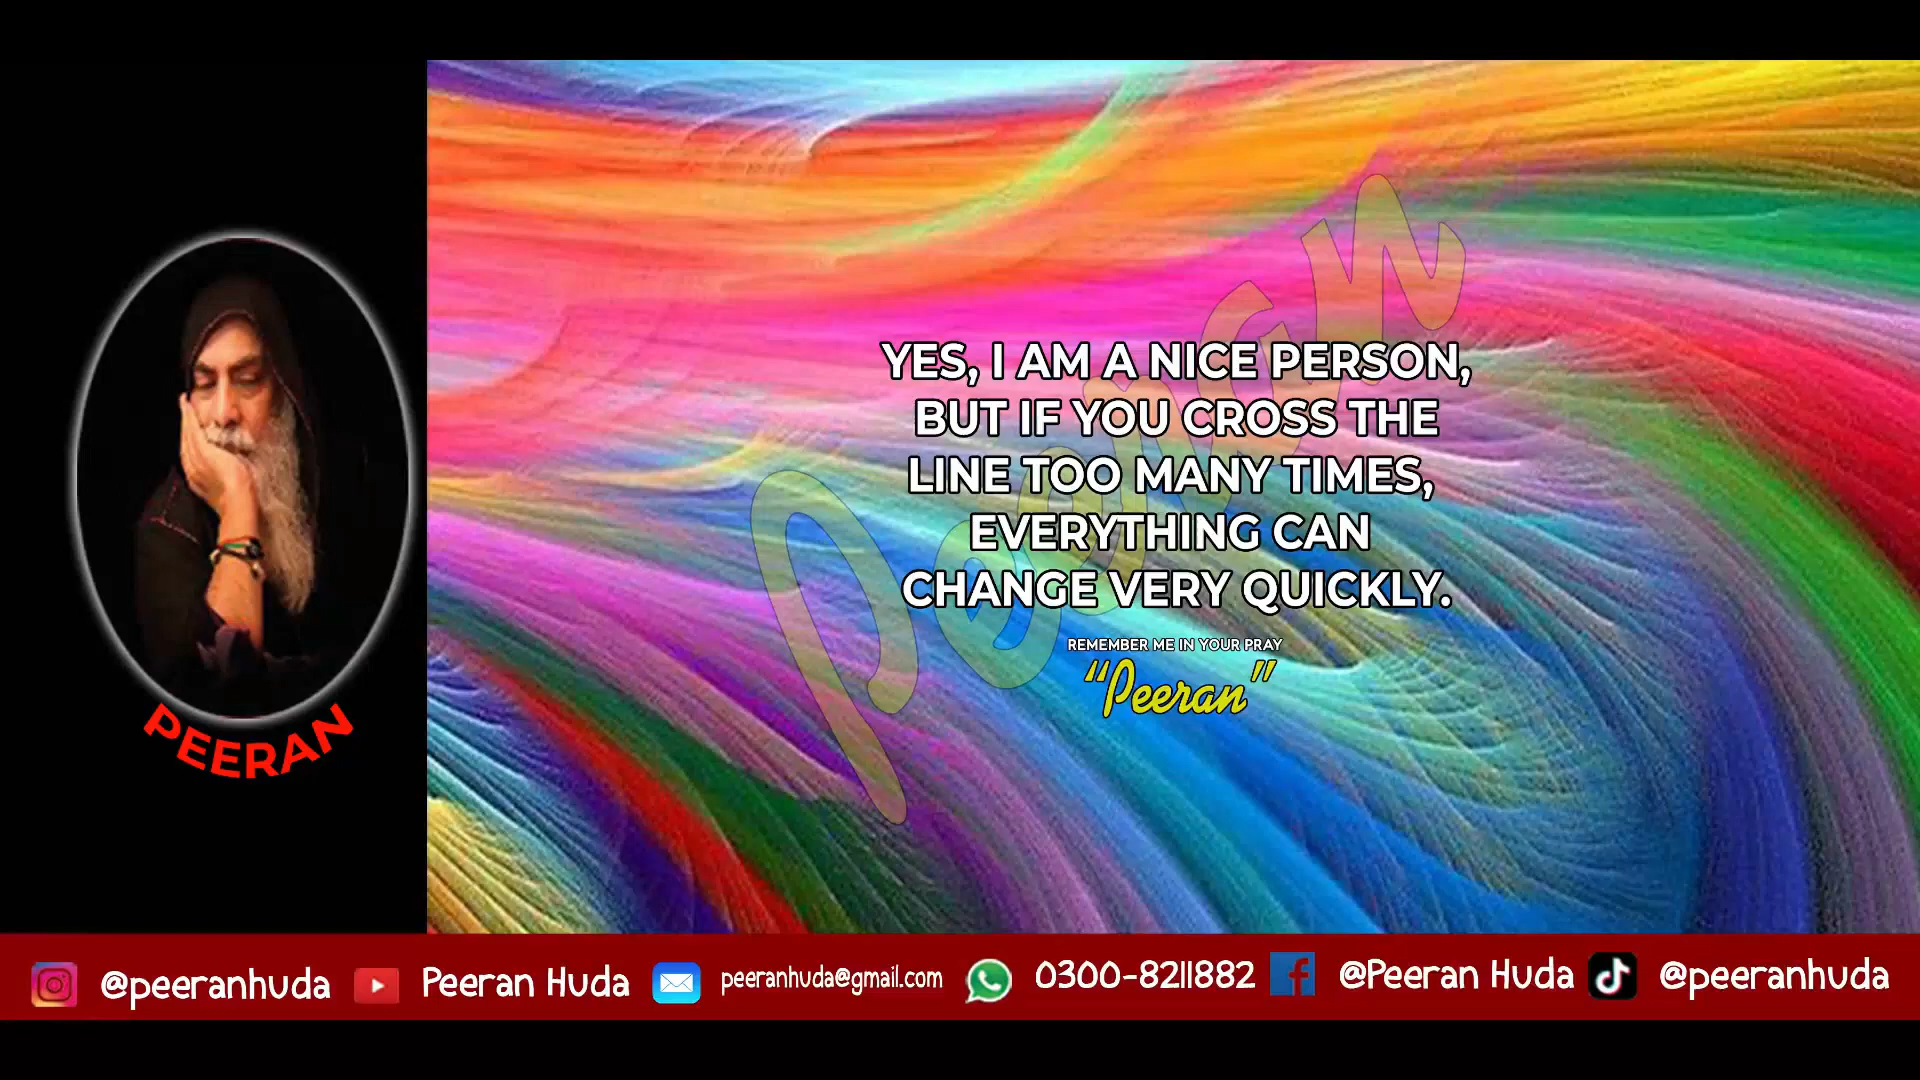 YES, I AM A NICE PERSON,
BUT IF YOU CROSS THE
LINE TOO MANY TIMES,
EVERYTHING CAN
CHANGE VERY QUICKLY.
REMEMBER ME IN YOUR PRAY
"Peeran"
Peeran
PEERAN
@peeranhuda Peeran Huda peeranhuda@gmail.com 0300-8211882 @Peeran Huda @peeranhuda